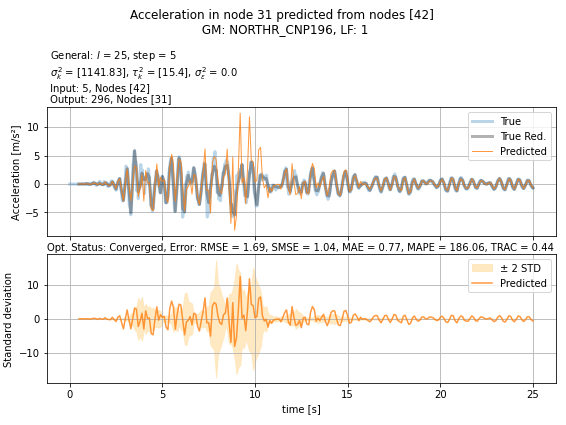 Acceleration in node 31 predicted from nodes [42]
GM: NORTHR_CNP196, LF: 1
General: l = 25, step = 5
σ²ₖ = [1141.83], τ²ₖ = [15.4], σ²ε = 0.0
Input: 5, Nodes [42]
Output: 296, Nodes [31]
Acceleration [m/s²]
10
5
0
−5
True
True Red.
Predicted
Opt. Status: Converged, Error: RMSE = 1.69, SMSE = 1.04, MAE = 0.77, MAPE = 186.06, TRAC = 0.44
Standard deviation
10
0
−10
± 2 STD
Predicted
0 5 10 15 20 25
time [s]